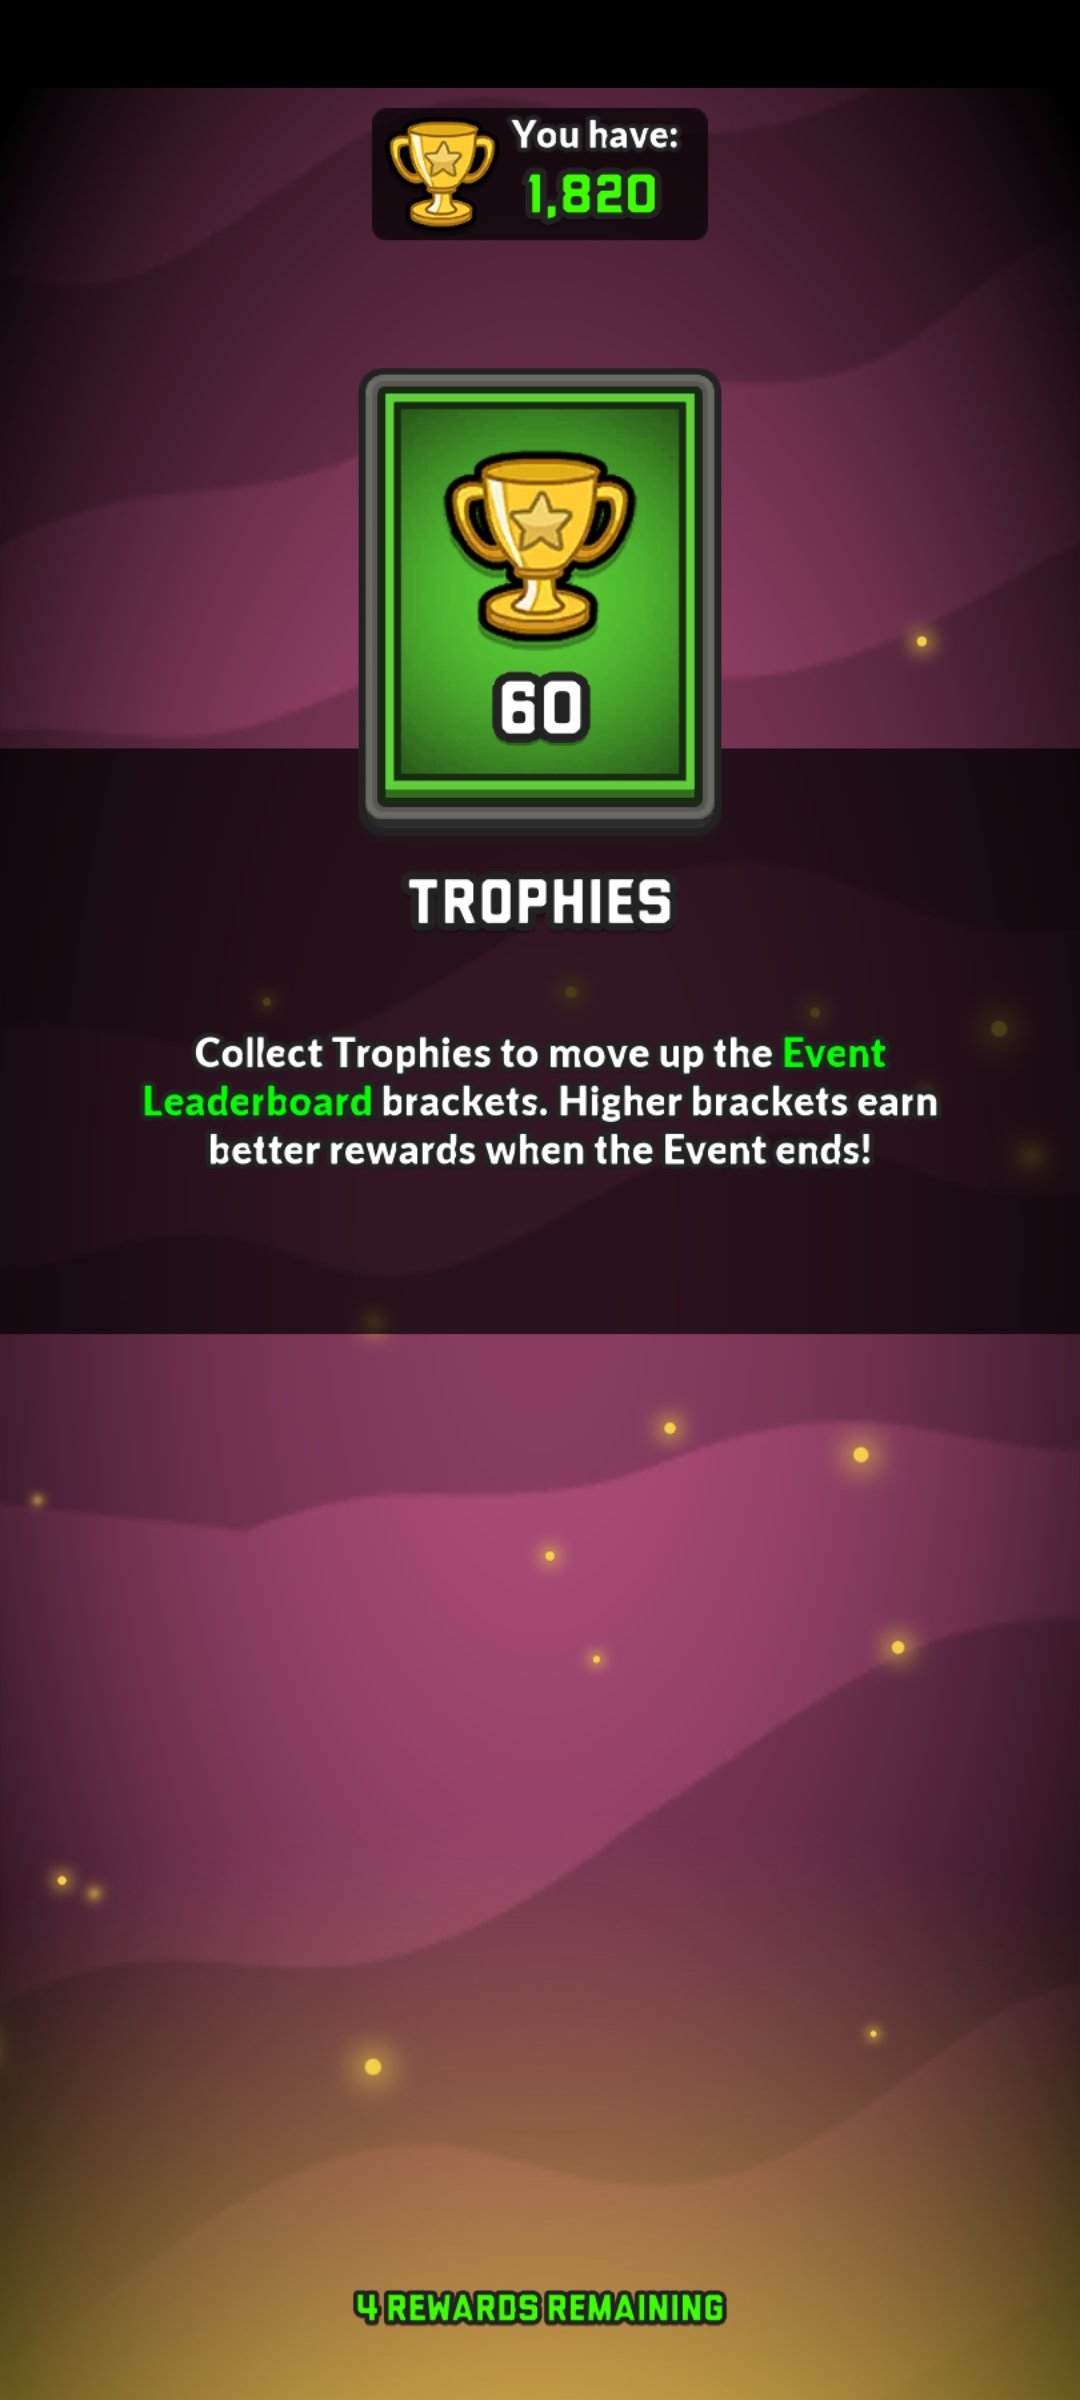 You have:
1,820
60
TROPHIES
Collect Trophies to move up the Event
Leaderboard brackets. Higher brackets earn
better rewards when the Event ends!
4 REWARDS REMAINING